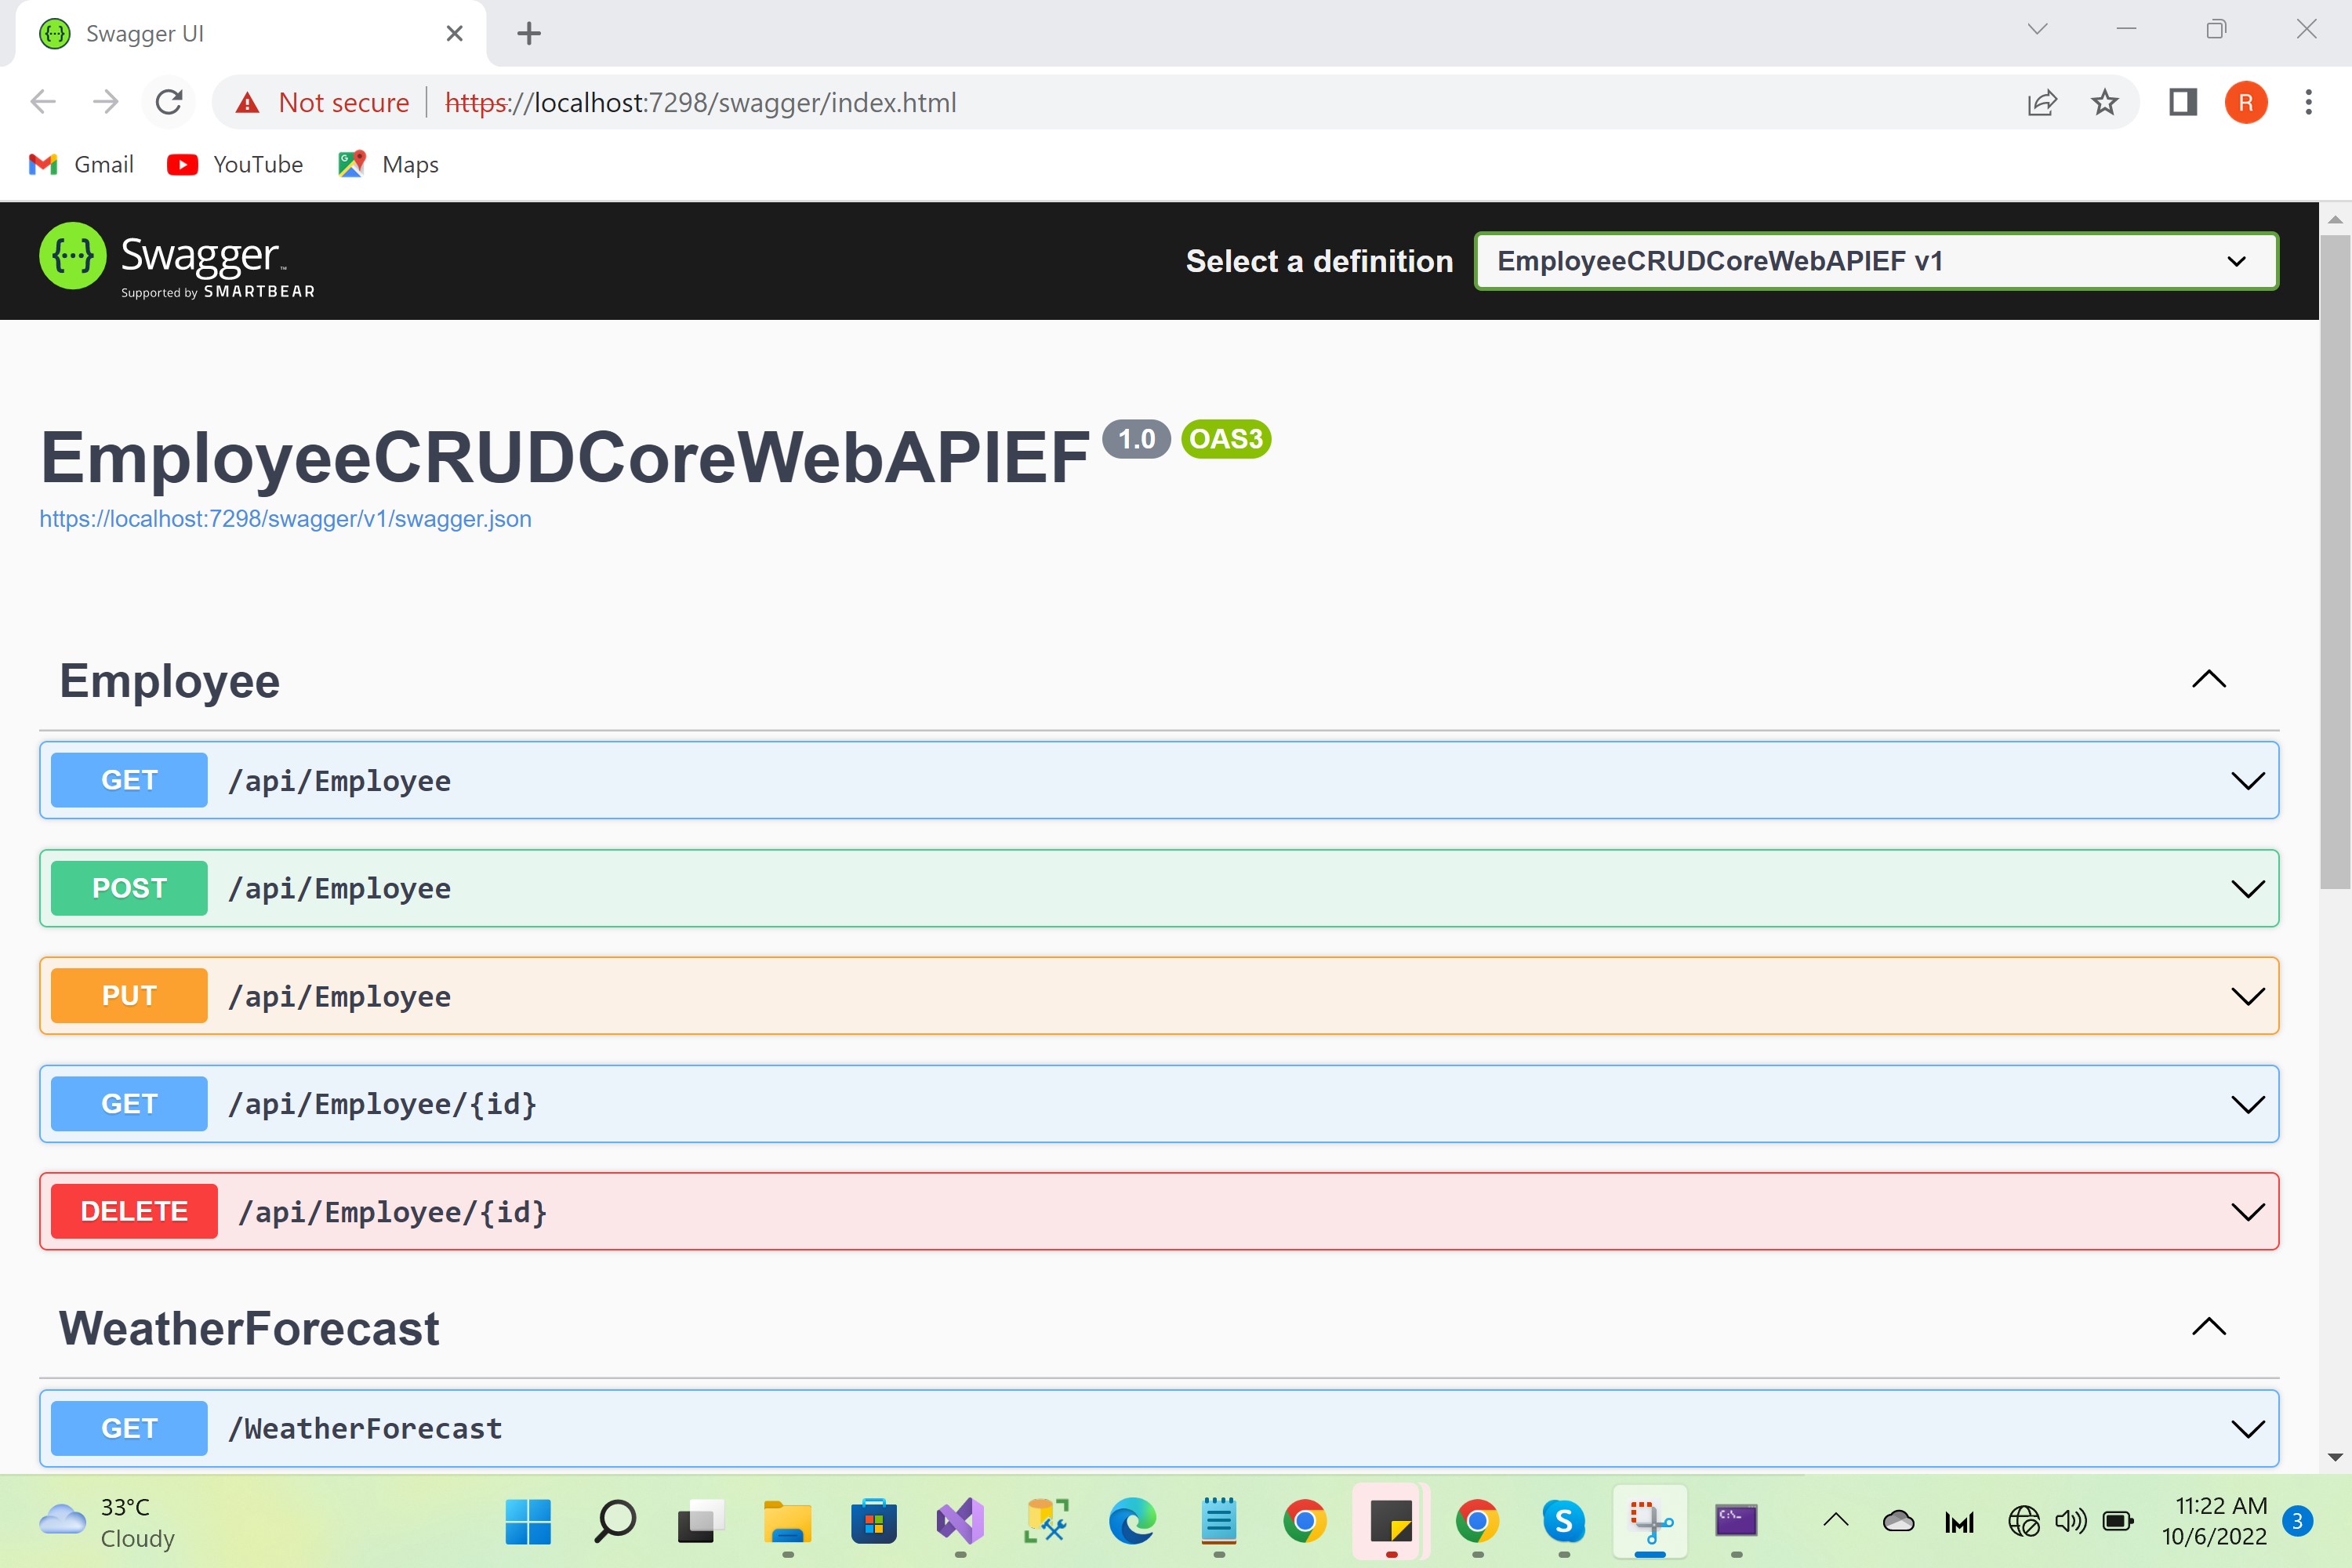 Swagger UI
Not secure https://localhost:7298/swagger/index.html
R
Gmail YouTube Maps
Swagger
Supported by SMARTBEAR
Select a definition EmployeeCRUDCoreWebAPIEF v1
EmployeeCRUDCoreWebAPIEF 1.0 OAS3
https://localhost:7298/swagger/v1/swagger.json
Employee
GET /api/Employee
POST /api/Employee
PUT /api/Employee
GET /api/Employee/{id}
DELETE /api/Employee/{id}
WeatherForecast
GET /WeatherForecast
33°C
Cloudy
11:22 AM
10/6/2022
3